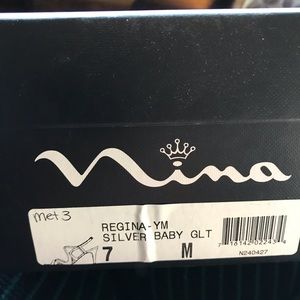 nina
met 3
REGINA-YM
SILVER BABY GLT
7 M
N240427